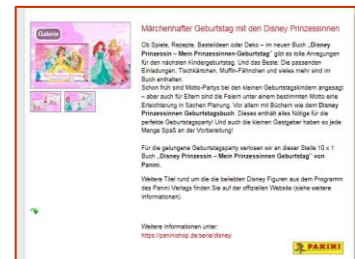 Galerie
Märchenhafter Geburtstag mit den Disney Prinzessinnen
Ob Spiele, Rezepte, Bastelideen oder Deko – im neuen Buch „Disney
Prinzessin – Mein Prinzessinnen-Geburtstag" gibt es tolle Anregungen
für den nächsten Kindergeburtstag. Und das Beste: Die passenden
Einladungen, Tischkärtchen, Muffin-Fähnchen und vieles mehr sind im
Buch enthalten.
Schon früh sind Motto-Partys bei den kleinen Geburtstagskindern angesagt
– aber auch für Eltern sind die Feiern unter einem bestimmten Motto eine
Erleichterung in Sachen Planung. Vor allem mit Büchern wie dem Disney
Prinzessinnen Geburtstagsbuch. Dieses enthält alles Nötige für die
perfekte Geburtstagsparty! Und auch die kleinen Gastgeber haben so jede
Menge Spaß an der Vorbereitung!
Für die gelungene Geburtstagsparty verlosen wir an dieser Stelle 10 x 1
Buch „Disney Prinzessin – Mein Prinzessinnen Geburtstag" von
Panini.
Weitere Titel rund um die die beliebten Disney Figuren aus dem Programm
des Panini Verlags finden Sie auf der offiziellen Website (siehe weitere
Informationen).
Weitere Informationen unter:
https://paninishop.de/serie/disney
PANINI